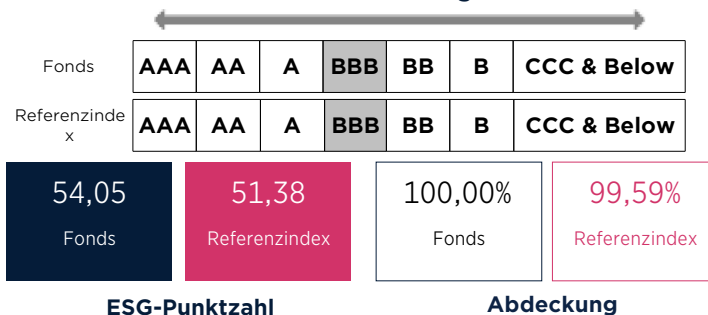 Fonds AAA AA A BBB BB B CCC & Below
Referenzinde
x AAA AA A BBB BB B CCC & Below
54,05 51,38 100,00% 99,59%
Fonds Referenzindex Fonds Referenzindex
ESG-Punktzahl Abdeckung